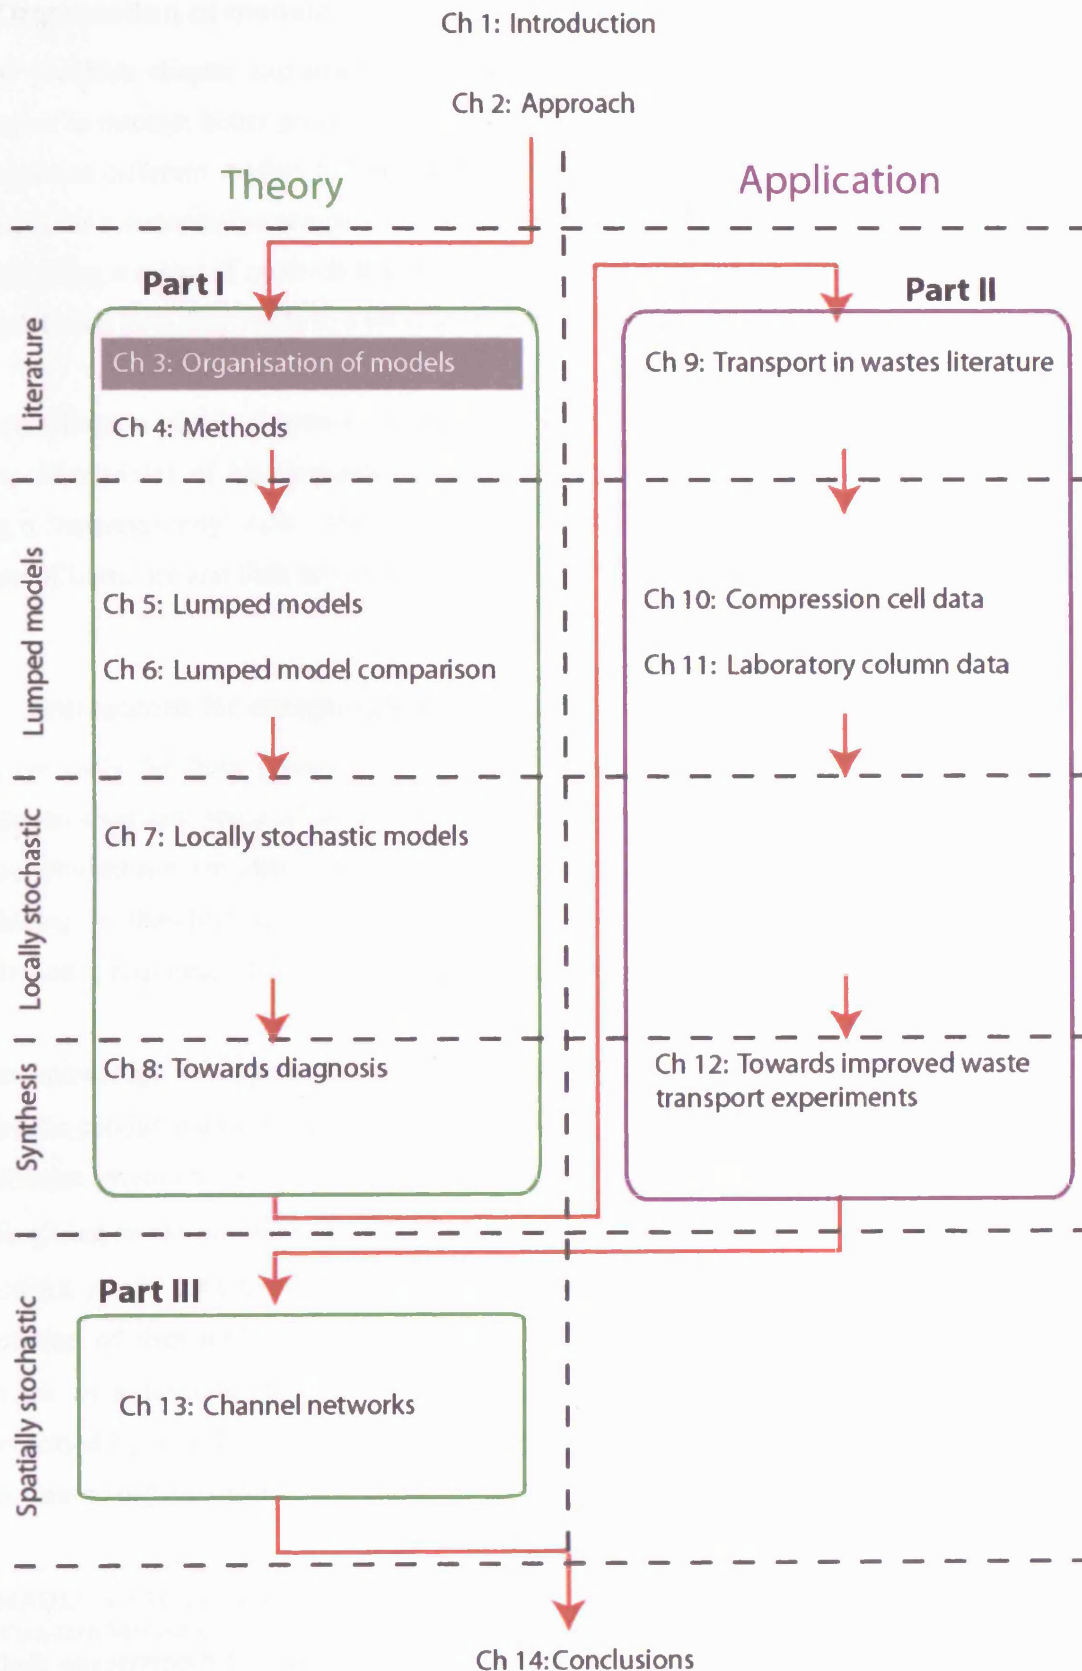 Ch 1: Introduction
Ch 2: Approach
Theory
Application
Literature
Part I
Part II
Ch 3: Organisation of models
Ch 4: Methods
Ch 9: Transport in wastes literature
Lumped models
Ch 5: Lumped models
Ch 6: Lumped model comparison
Ch 10: Compression cell data
Ch 11: Laboratory column data
Locally stochastic
Ch 7: Locally stochastic models
Synthesis
Ch 8: Towards diagnosis
Ch 12: Towards improved waste
transport experiments
Spatially stochastic
Part III
Ch 13: Channel networks
Ch 14:Conclusions